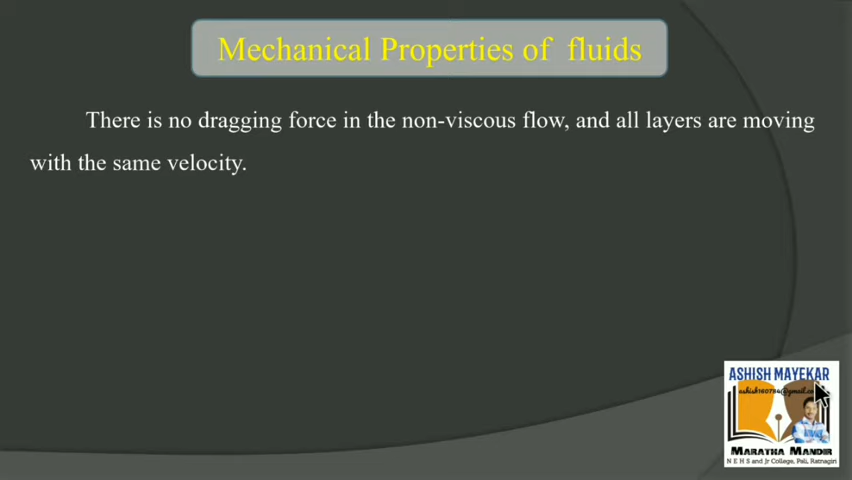 Mechanical Properties of fluids
There is no dragging force in the non-viscous flow, and all layers are moving
with the same velocity.
ASHISH MAYEKAR
MARATHA MANDIR
N E H S and Jr College, Pali, Ratnagiri